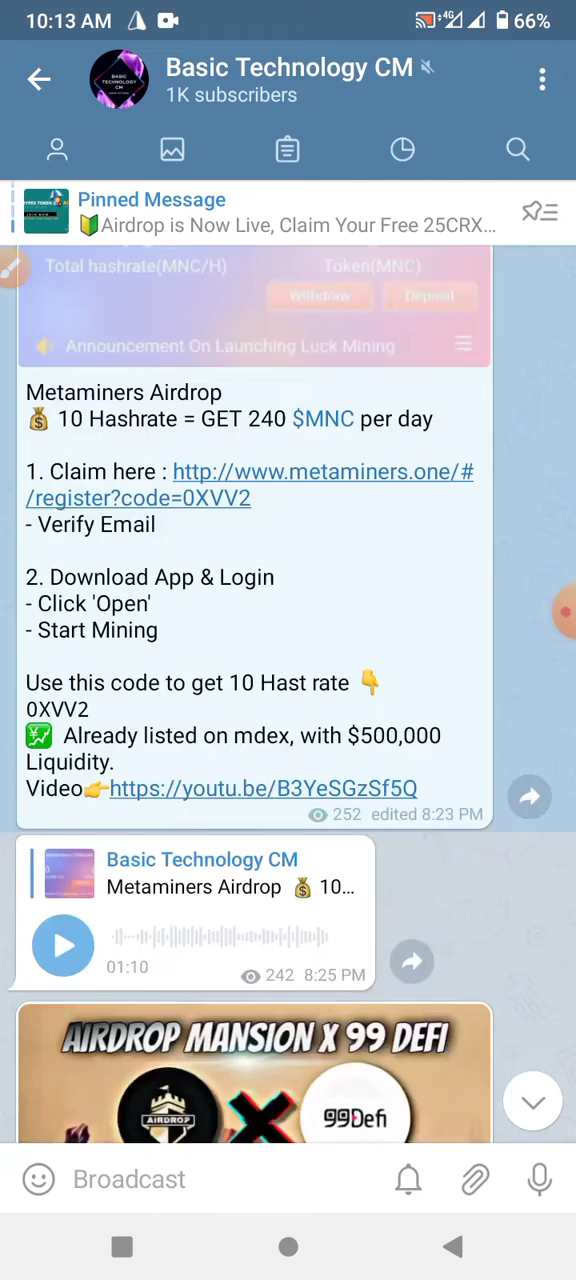 10:13 AM
4G
66%
Basic Technology CM
1K subscribers
BASIC
TECHNOLOGY
CM
Pinned Message
🔰Airdrop is Now Live, Claim Your Free 25CRX...
Total hashrate(MNC/H) Token(MNC)
Withdraw Deposit
Announcement On Launching Luck Mining
Metaminers Airdrop
💰 10 Hashrate = GET 240 $MNC per day
1. Claim here : http://www.metaminers.one/#
/register?code=0XVV2
- Verify Email
2. Download App & Login
- Click 'Open'
- Start Mining
Use this code to get 10 Hast rate 👇
0XVV2
💹 Already listed on mdex, with $500,000
Liquidity.
Video👉https://youtu.be/B3YeSGzSf5Q
252 edited 8:23 PM
Basic Technology CM
Metaminers Airdrop 💰 10...
01:10
242 8:25 PM
AIRDROP MANSION X 99 DEFI
AIRDROP
99Defi
Broadcast